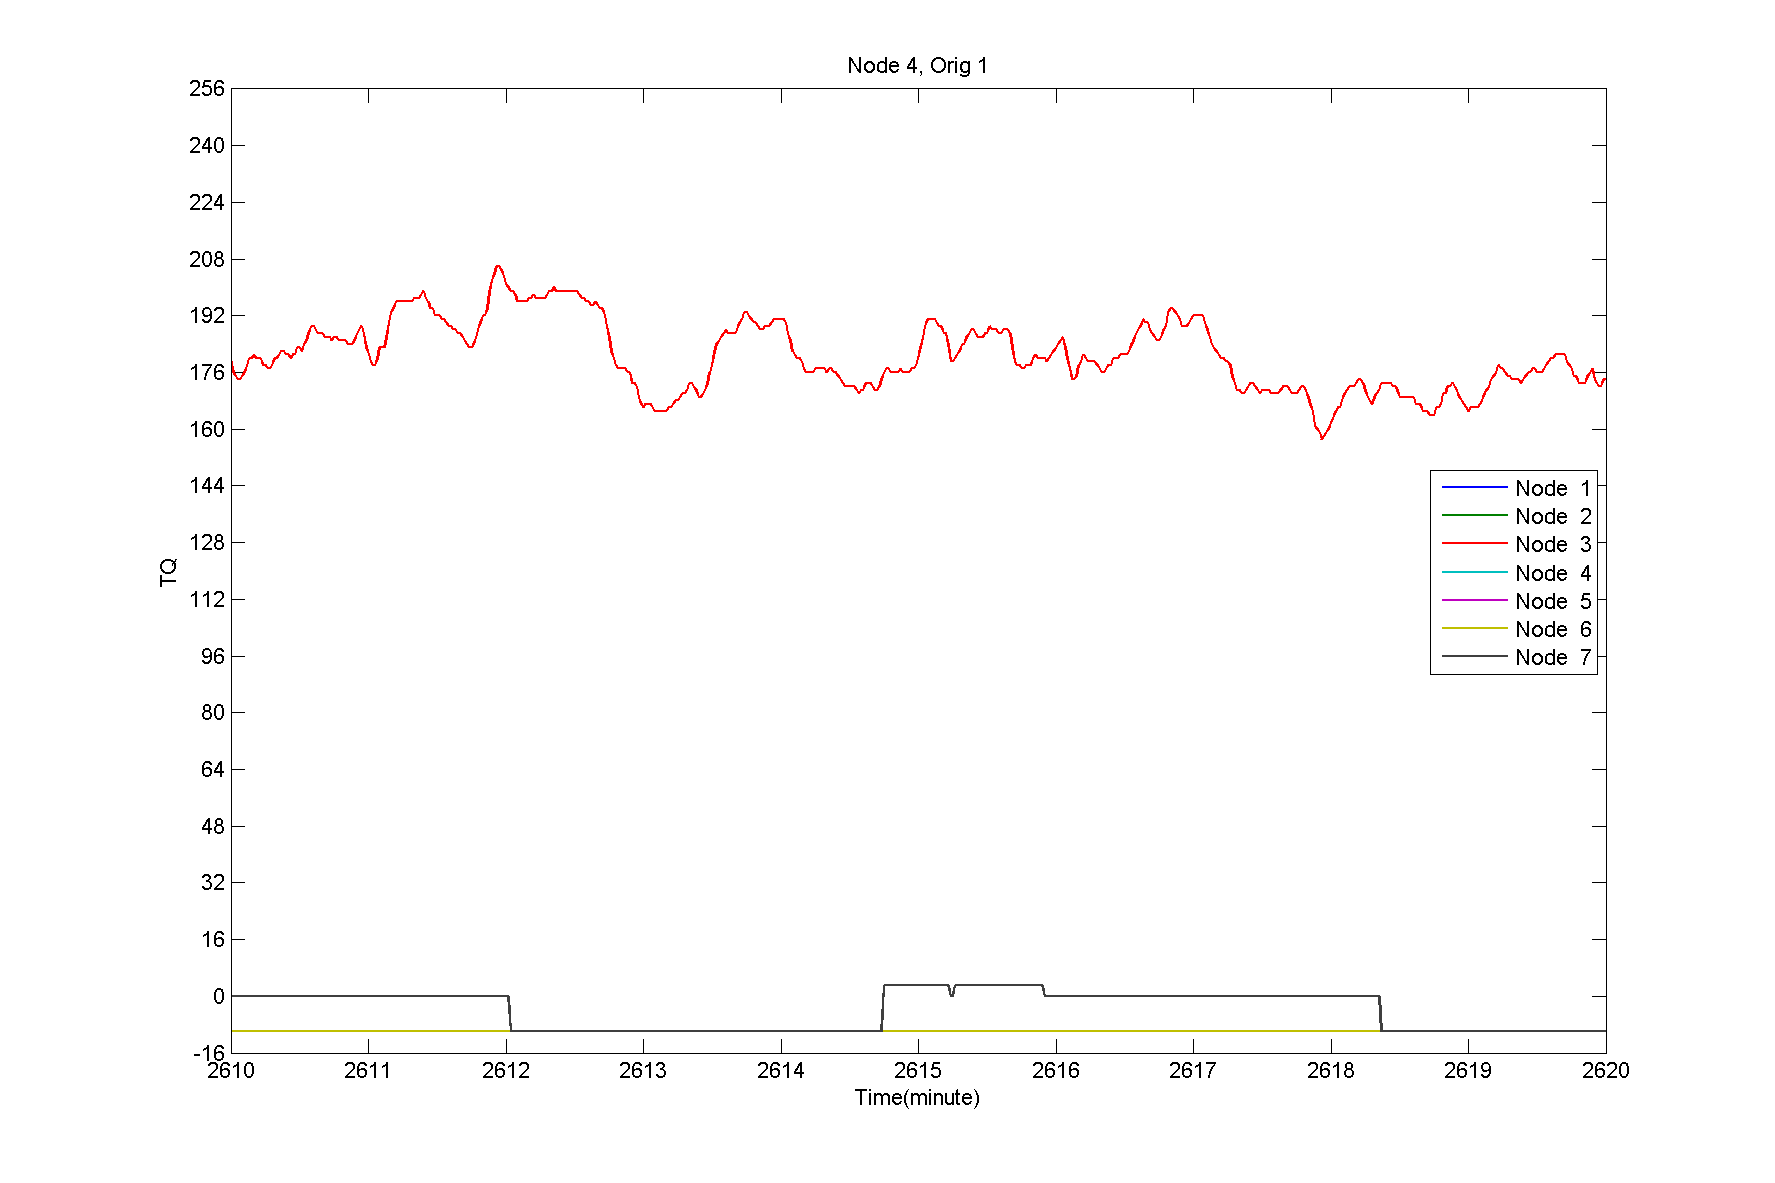 Node 4, Orig 1
256
240
224
208
192
176
160
144
128
112
96
80
64
48
32
16
0
-16
TQ
Node 1
Node 2
Node 3
Node 4
Node 5
Node 6
Node 7
2610 2611 2612 2613 2614 2615 2616 2617 2618 2619 2620
Time(minute)